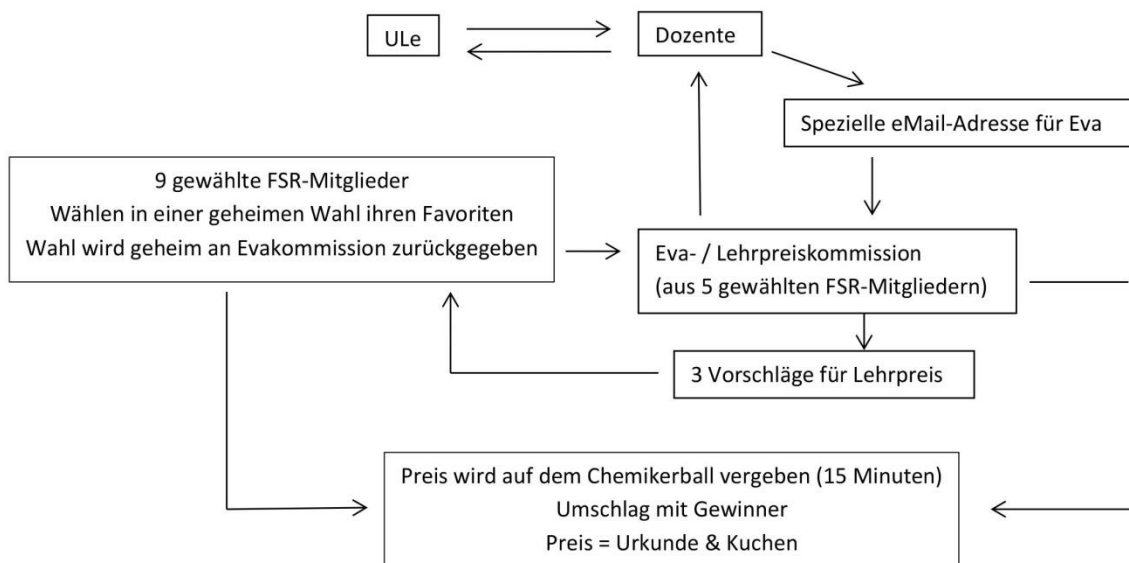 ULe
Dozente
Spezielle eMail-Adresse für Eva
9 gewählte FSR-Mitglieder
Wählen in einer geheimen Wahl ihren Favoriten
Wahl wird geheim an Evakommission zurückgegeben
Eva- / Lehrpreiskommission
(aus 5 gewählten FSR-Mitgliedern)
3 Vorschläge für Lehrpreis
Preis wird auf dem Chemikerball vergeben (15 Minuten)
Umschlag mit Gewinner
Preis = Urkunde & Kuchen